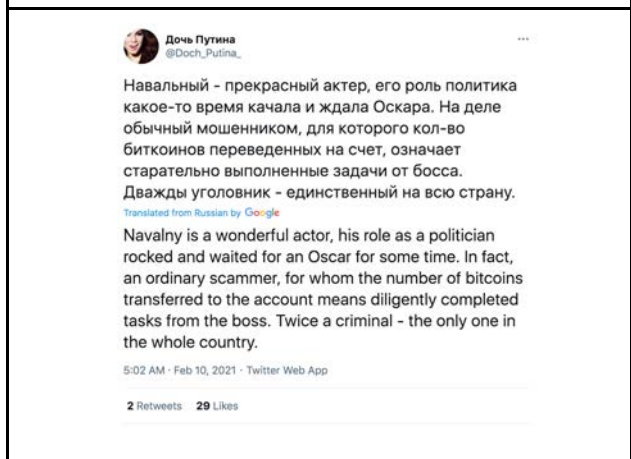 Дочь Путина
@Doch_Putina_
Навальный - прекрасный актер, его роль политика
какое-то время качала и ждала Оскара. На деле
обычный мошенником, для которого кол-во
биткоинов переведенных на счет, означает
старательно выполненные задачи от босса.
Дважды уголовник - единственный на всю страну.
Translated from Russian by Google
Navalny is a wonderful actor, his role as a politician
rocked and waited for an Oscar for some time. In fact,
an ordinary scammer, for whom the number of bitcoins
transferred to the account means diligently completed
tasks from the boss. Twice a criminal - the only one in
the whole country.
5:02 AM · Feb 10, 2021 · Twitter Web App
2 Retweets 29 Likes